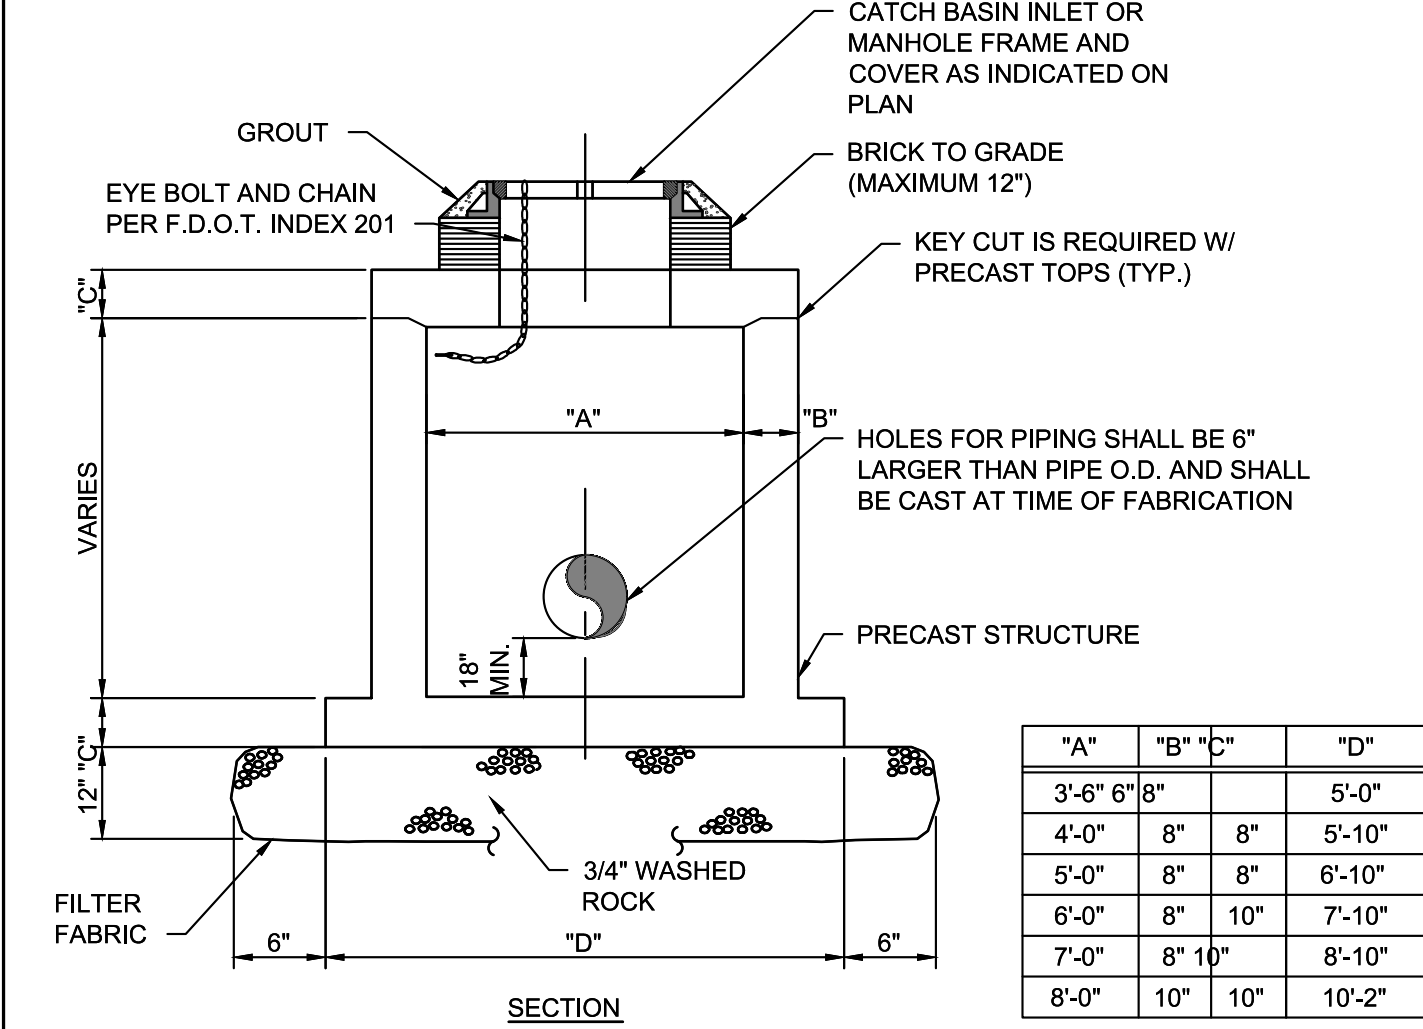 CATCH BASIN INLET OR
MANHOLE FRAME AND
COVER AS INDICATED ON
PLAN
GROUT
BRICK TO GRADE
(MAXIMUM 12")
EYE BOLT AND CHAIN
PER F.D.O.T. INDEX 201
KEY CUT IS REQUIRED W/
PRECAST TOPS (TYP.)
"C"
"A"
"B"
HOLES FOR PIPING SHALL BE 6"
LARGER THAN PIPE O.D. AND SHALL
BE CAST AT TIME OF FABRICATION
VARIES
18"
MIN.
PRECAST STRUCTURE
12" "C"
3/4" WASHED
ROCK
FILTER
FABRIC
6"
"D"
6"
SECTION
"A" "B" "C" "D"
3'-6" 6" 8" 5'-0"
4'-0" 8" 8" 5'-10"
5'-0" 8" 8" 6'-10"
6'-0" 8" 10" 7'-10"
7'-0" 8" 10" 8'-10"
8'-0" 10" 10" 10'-2"